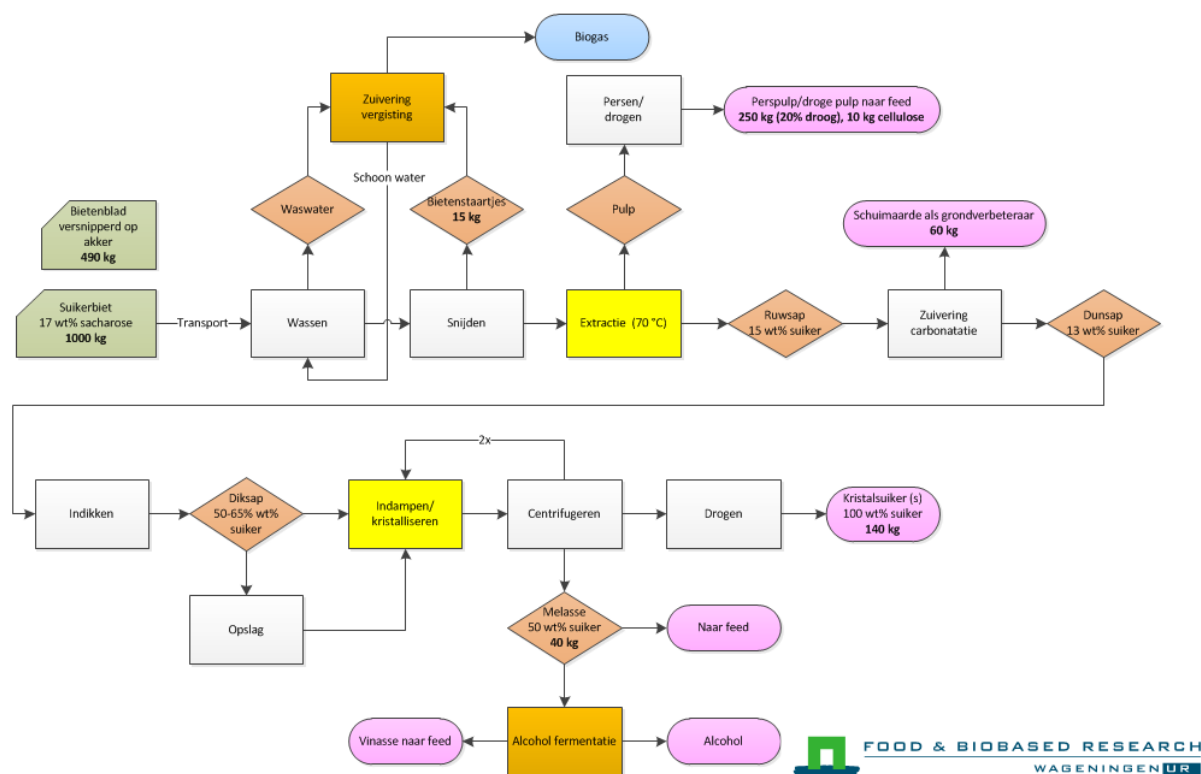 Biogas
Zuivering
vergisting
Persen/
drogen
Perspulp/droge pulp naar feed
250 kg (20% droog), 10 kg cellulose
Schoon water
Bietenblad
versnipperd op
akker
490 kg
Waswater
Bietenstaartjes
15 kg
Pulp
Schuimaarde als grondverbeteraar
60 kg
Suikerbiet
17 wt% sacharose
1000 kg
Transport
Wassen
Snijden
Extractie (70 °C)
Ruwsap
15 wt% suiker
Zuivering
carbonatatie
Dunsap
13 wt% suiker
2x
Indikken
Diksap
50-65% wt%
suiker
Indampen/
kristalliseren
Centrifugeren
Drogen
Kristalsuiker (s)
100 wt% suiker
140 kg
Opslag
Melasse
50 wt% suiker
40 kg
Naar feed
Vinasse naar feed
Alcohol fermentatie
Alcohol
FOOD & BIOBASED RESEARCH
WAGENINGEN UR